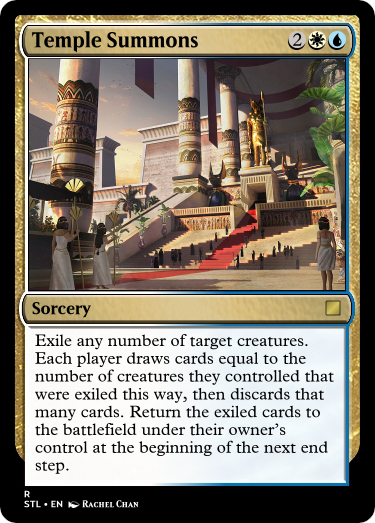 Temple Summons 2
Sorcery
Exile any number of target creatures.
Each player draws cards equal to the
number of creatures they controlled that
were exiled this way, then discards that
many cards. Return the exiled cards to
the battlefield under their owner's
control at the beginning of the next end
step.
R
STL • EN RACHEL CHAN